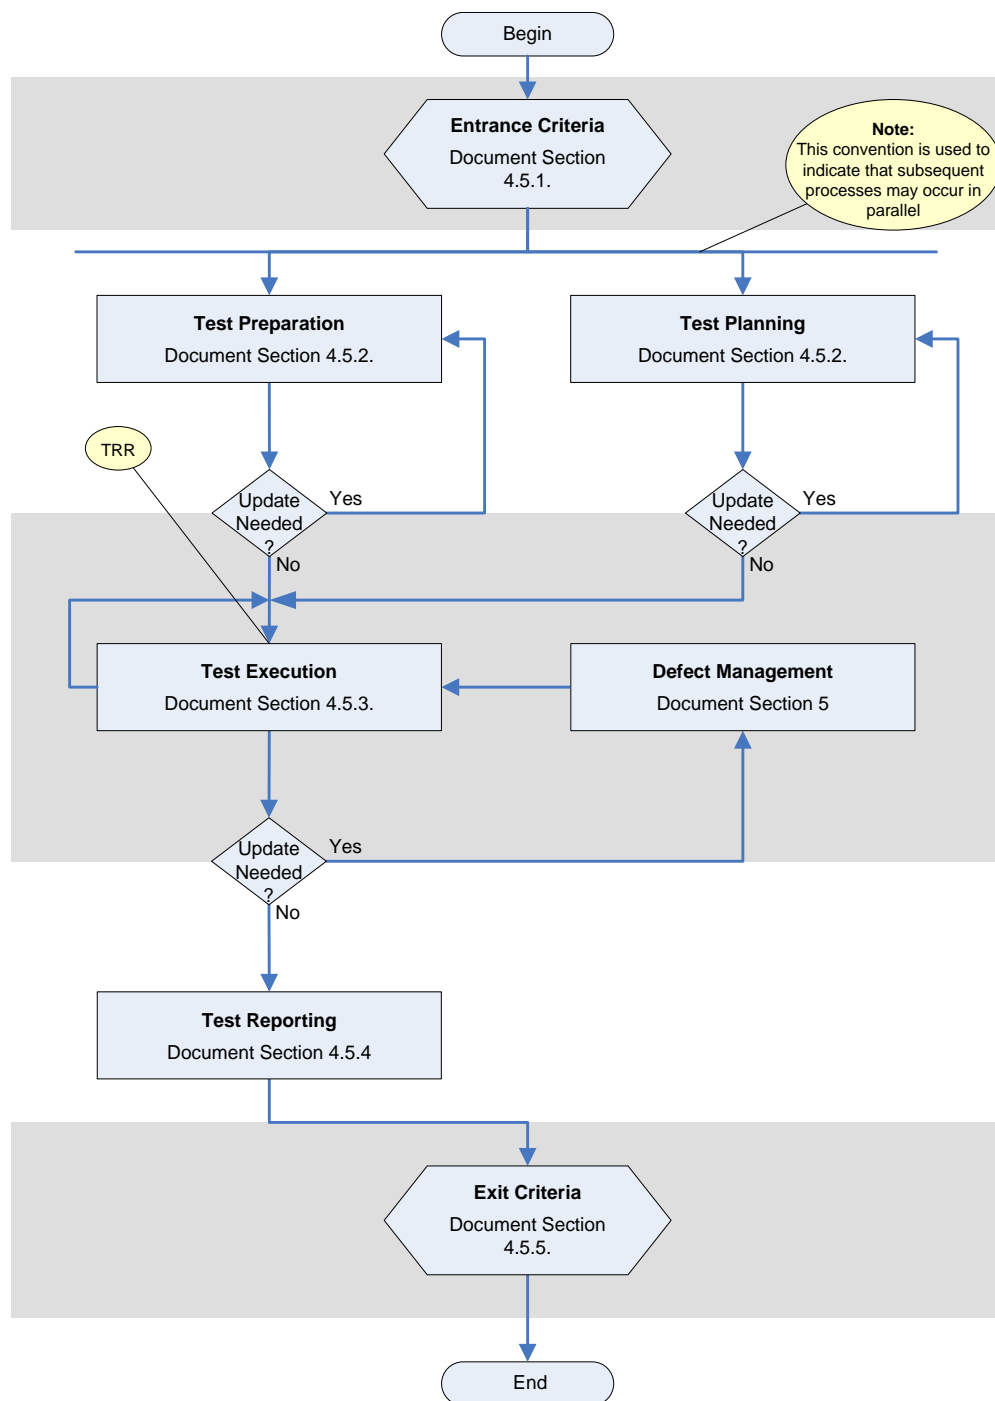 Begin
Entrance Criteria
Document Section
4.5.1.
Note:
This convention is used to
indicate that subsequent
processes may occur in
parallel
Test Preparation
Document Section 4.5.2.
Test Planning
Document Section 4.5.2.
TRR
Update
Needed
?
Yes
No
Update
Needed
?
Yes
No
Test Execution
Document Section 4.5.3.
Defect Management
Document Section 5
Update
Needed
?
Yes
No
Test Reporting
Document Section 4.5.4
Exit Criteria
Document Section
4.5.5.
End